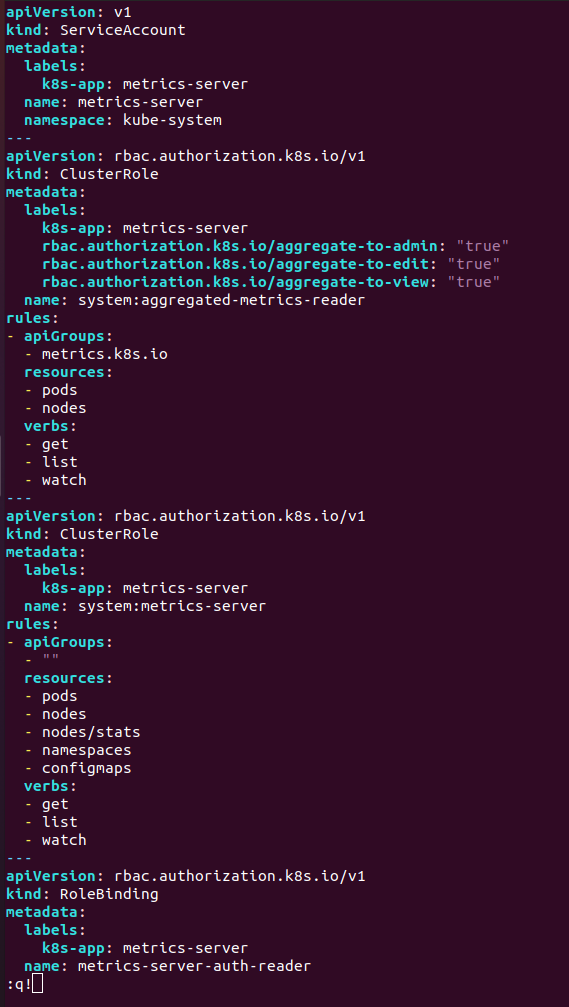 apiVersion: v1
kind: ServiceAccount
metadata:
  labels:
    k8s-app: metrics-server
  name: metrics-server
  namespace: kube-system
---
apiVersion: rbac.authorization.k8s.io/v1
kind: ClusterRole
metadata:
  labels:
    k8s-app: metrics-server
    rbac.authorization.k8s.io/aggregate-to-admin: "true"
    rbac.authorization.k8s.io/aggregate-to-edit: "true"
    rbac.authorization.k8s.io/aggregate-to-view: "true"
  name: system:aggregated-metrics-reader
rules:
- apiGroups:
  - metrics.k8s.io
  resources:
  - pods
  - nodes
  verbs:
  - get
  - list
  - watch
---
apiVersion: rbac.authorization.k8s.io/v1
kind: ClusterRole
metadata:
  labels:
    k8s-app: metrics-server
  name: system:metrics-server
rules:
- apiGroups:
  - ""
  resources:
  - pods
  - nodes
  - nodes/stats
  - namespaces
  - configmaps
  verbs:
  - get
  - list
  - watch
---
apiVersion: rbac.authorization.k8s.io/v1
kind: RoleBinding
metadata:
  labels:
    k8s-app: metrics-server
  name: metrics-server-auth-reader
:q!